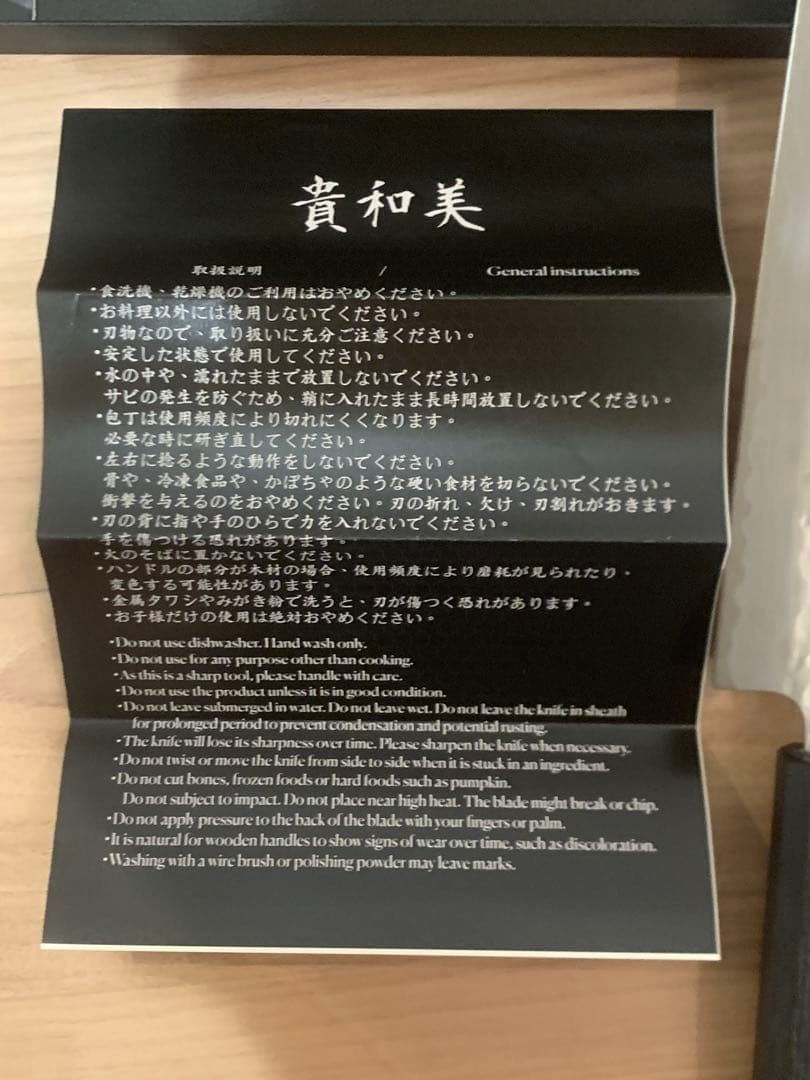 貴和美
取扱説明 / General instructions
・食洗機、乾燥機のご利用はおやめください。
・お料理以外には使用しないでください。
・刃物なので、取り扱いに充分ご注意ください。
・安定した状態で使用してください。
・水の中や、濡れたままで放置しないでください。
サビの発生を防ぐため、鞘に入れたまま長時間放置しないでください。
・包丁は使用頻度により切れにくくなります。
必要な時に研ぎ直してください。
・左右に捻るような動作をしないでください。
骨や、冷凍食品や、かぼちゃのような硬い食材を切らないでください。
衝撃を与えるのをおやめください。刃の折れ、欠け、刃割れがおきます。
・刃の背に指や手のひらで力を入れないでください。
手を傷つける恐れがあります。
・火のそばに置かないでください。
・ハンドルの部分が木材の場合、使用頻度により磨耗が見られたり、
変色する可能性があります。
・金属タワシやみがき粉で洗うと、刃が傷つく恐れがあります。
・お子様だけの使用は絶対おやめください。
・Do not use dishwasher. Hand wash only.
・Do not use for any purpose other than cooking.
・As this is a sharp tool, please handle with care.
・Do not use the product unless it is in good condition.
・Do not leave submerged in water. Do not leave wet. Do not leave the knife in sheath
for prolonged period to prevent condensation and potential rusting.
・The knife will lose its sharpness over time. Please sharpen the knife when necessary.
・Do not twist or move the knife from side to side when it is stuck in an ingredient.
・Do not cut bones, frozen foods or hard foods such as pumpkin.
Do not subject to impact. Do not place near high heat. The blade might break or chip.
・Do not apply pressure to the back of the blade with your fingers or palm.
・It is natural for wooden handles to show signs of wear over time, such as discoloration.
・Washing with a wire brush or polishing powder may leave marks.